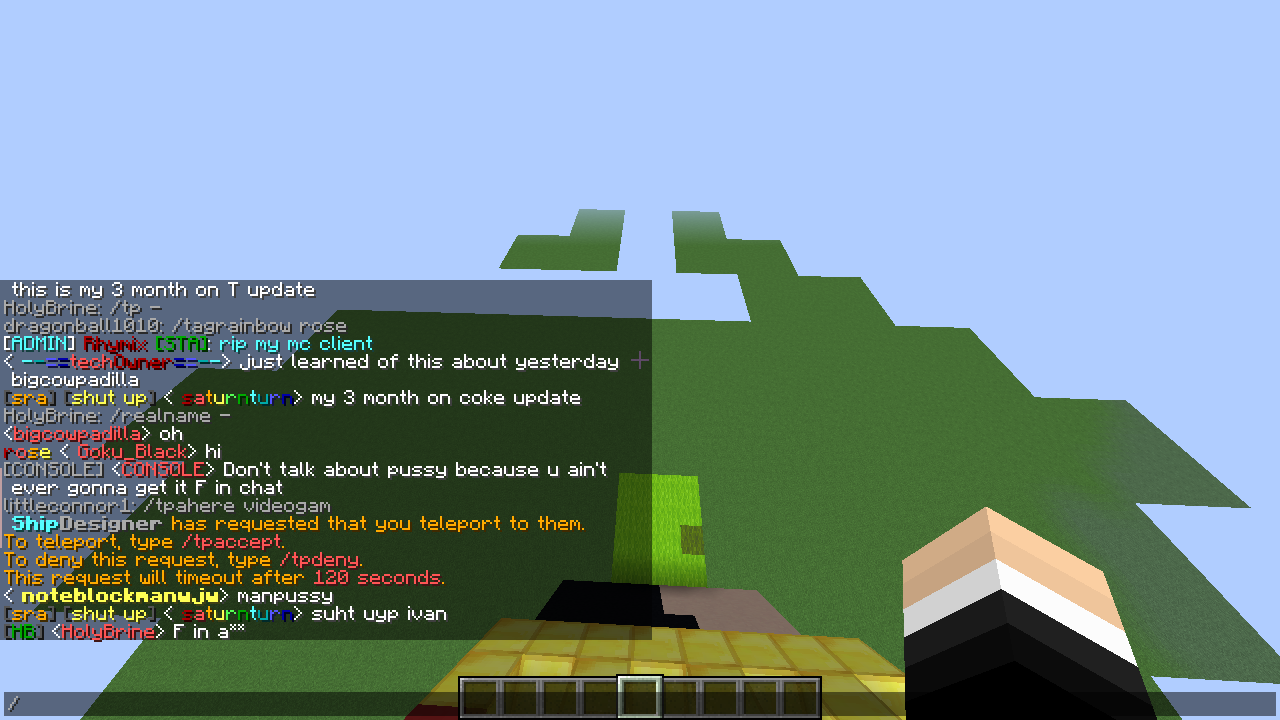 this is my 3 month on T update
HolyBrine: /tp -
dragonball1010: /tagrainbow rose
[ADMIN] Rhynix [STA]: rip my mc client
< --==techOwner==--> just learned of this about yesterday
bigcowpadilla
[sra] [shut up] < saturnturn> my 3 month on coke update
HolyBrine: /realname -
<bigcowpadilla> oh
rose < Goku_Black> hi
[CONSOLE] <CONSOLE> Don't talk about pussy because u ain't
ever gonna get it F in chat
littleconnor1: /tpahere videogam
ShipDesigner has requested that you teleport to them.
To teleport, type /tpaccept.
To deny this request, type /tpdeny.
This request will timeout after 120 seconds.
< noteblockmanwjw> manpussy
[sra] [shut up] < saturnturn> suht uyp ivan
[HB] <HolyBrine> F in a**
/